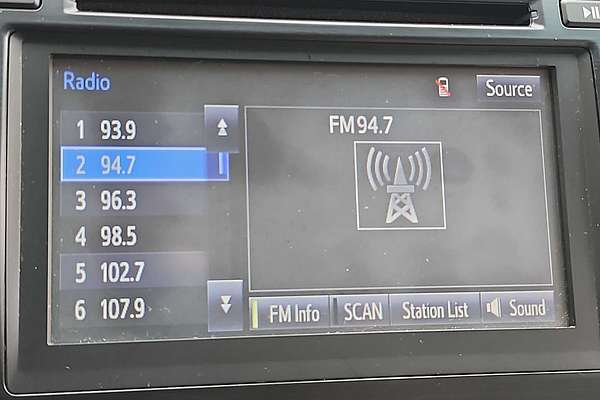 Radio
Source
1 93.9
2 94.7
3 96.3
4 98.5
5 102.7
6 107.9
FM 94.7
FM Info
SCAN
Station List
Sound